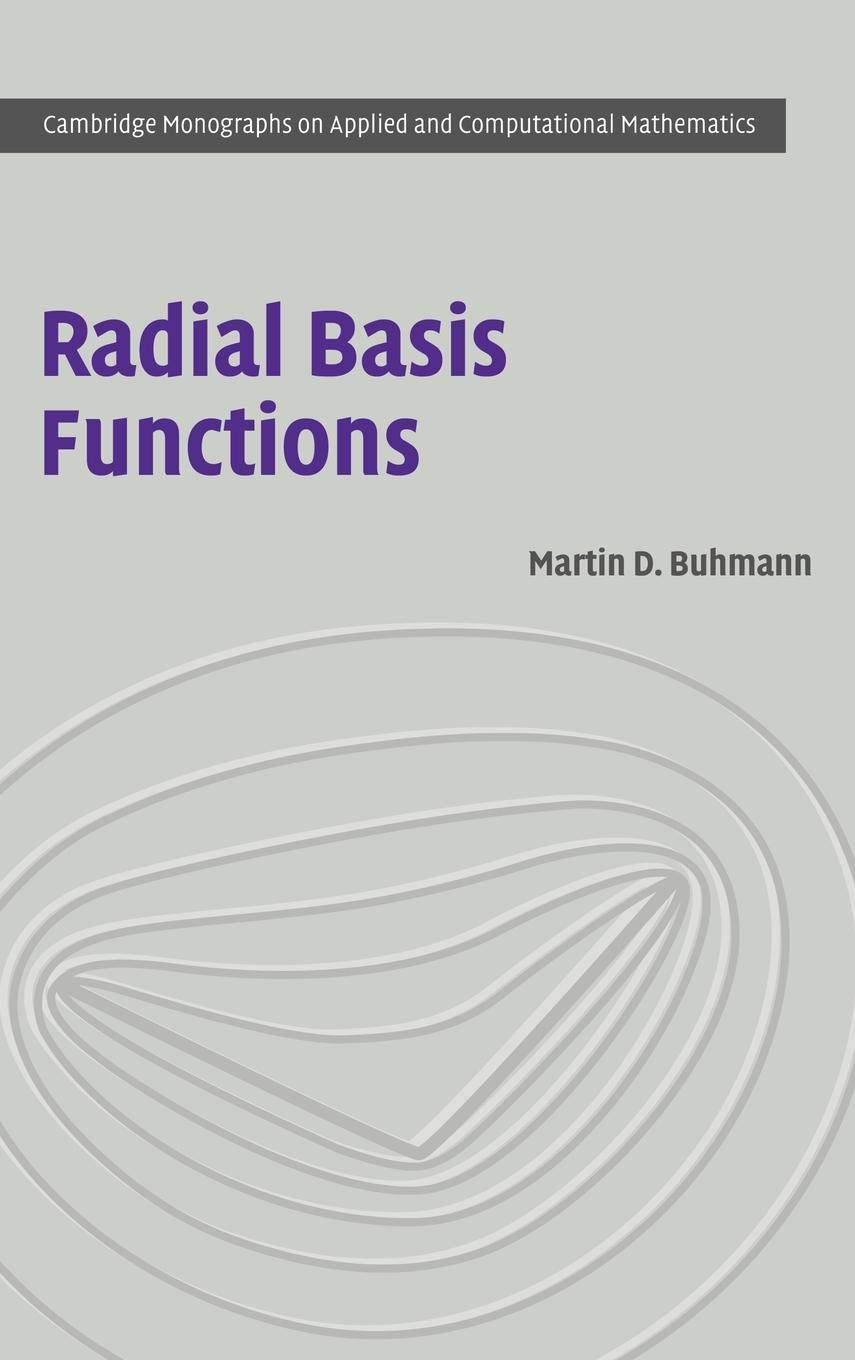 Cambridge Monographs on Applied and Computational Mathematics
Radial Basis
Functions
Martin D. Buhmann